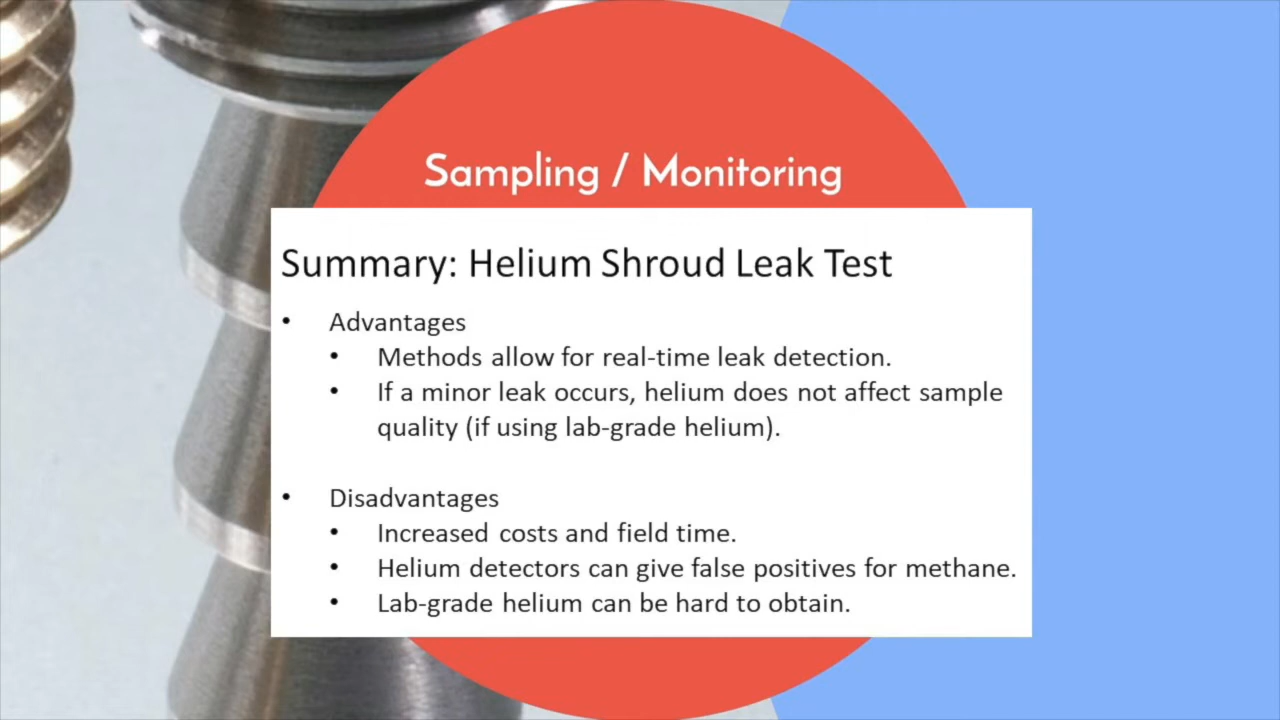 Sampling / Monitoring
Summary: Helium Shroud Leak Test
• Advantages
• Methods allow for real-time leak detection.
• If a minor leak occurs, helium does not affect sample
quality (if using lab-grade helium).
• Disadvantages
• Increased costs and field time.
• Helium detectors can give false positives for methane.
• Lab-grade helium can be hard to obtain.